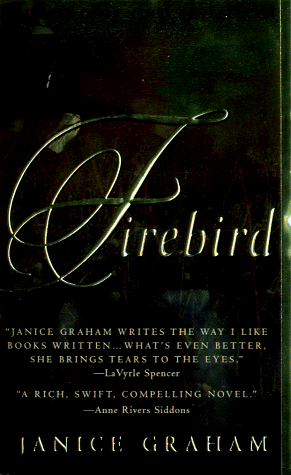 Firebird
"JANICE GRAHAM WRITES THE WAY I LIKE
BOOKS WRITTEN...WHAT'S EVEN BETTER,
SHE BRINGS TEARS TO THE EYES,"
—LaVyrle Spencer
"A RICH, SWIFT, COMPELLING NOVEL."
—Anne Rivers Siddons
JANICE GRAHAM